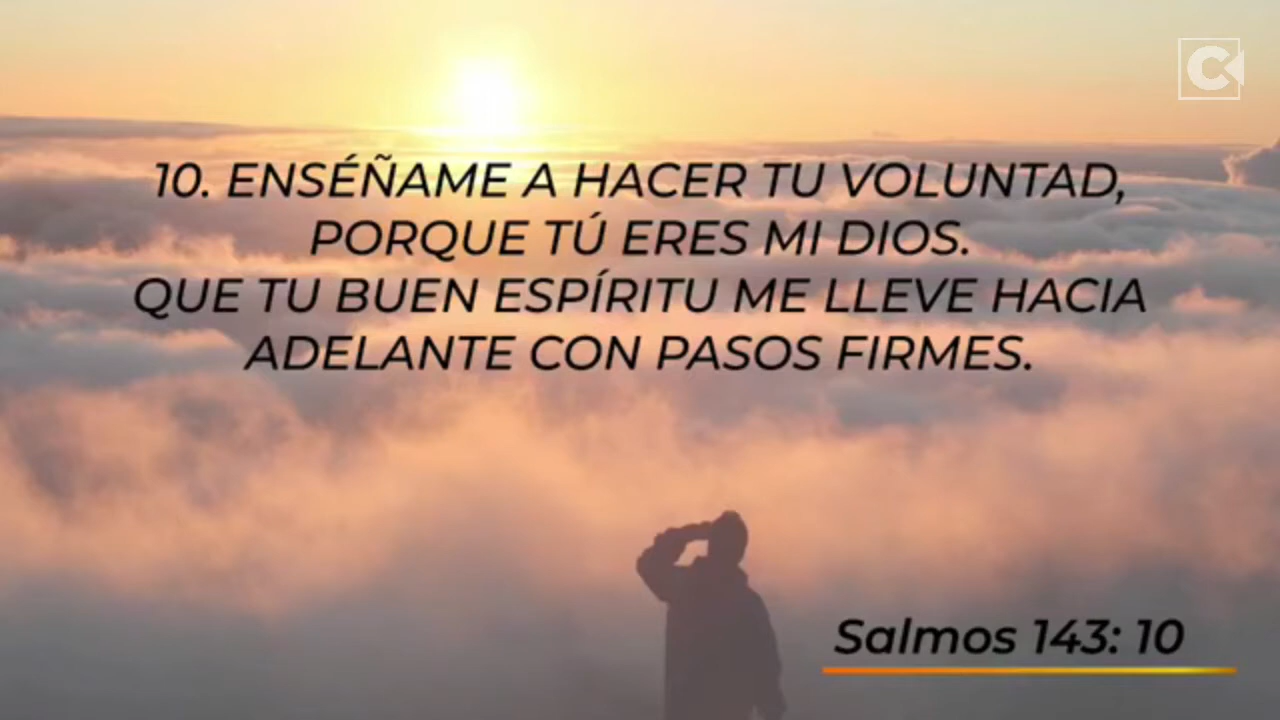 10. ENSÉÑAME A HACER TU VOLUNTAD,
PORQUE TÚ ERES MI DIOS.
QUE TU BUEN ESPÍRITU ME LLEVE HACIA
ADELANTE CON PASOS FIRMES.
Salmos 143: 10